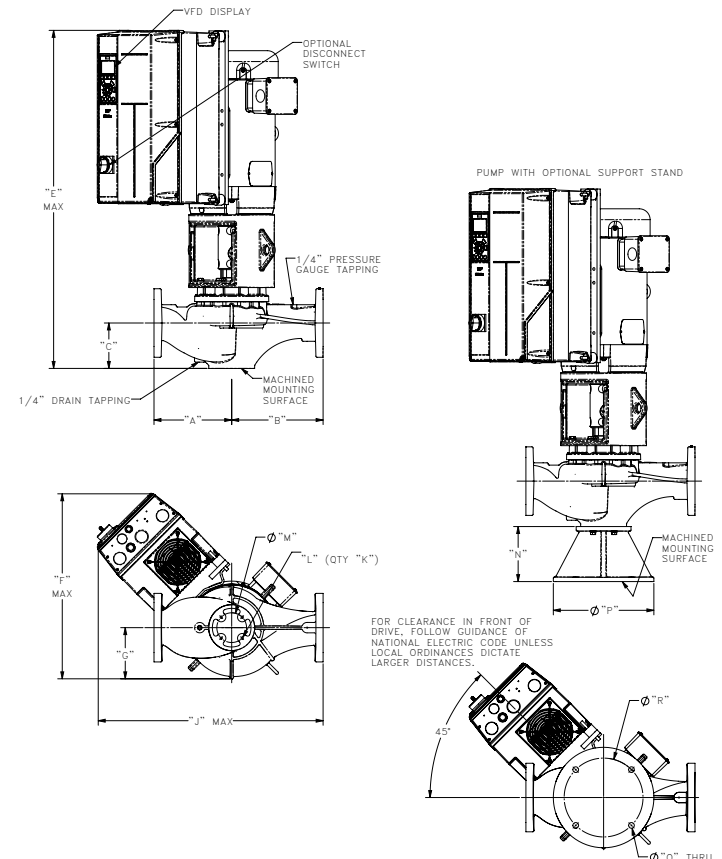 VFD DISPLAY
OPTIONAL
DISCONNECT
SWITCH
"E"
MAX
PUMP WITH OPTIONAL SUPPORT STAND
1/4" PRESSURE
GAUGE TAPPING
"C"
MACHINED
MOUNTING
SURFACE
1/4" DRAIN TAPPING
"A"
"B"
"N"
MACHINED
MOUNTING
SURFACE
Ø "P"
Ø "M"
"L" (QTY "K")
"F"
MAX
"G"
"J" MAX
FOR CLEARANCE IN FRONT OF
DRIVE, FOLLOW GUIDANCE OF
NATIONAL ELECTRIC CODE UNLESS
LOCAL ORDINANCES DICTATE
LARGER DISTANCES.
45°
Ø "R"